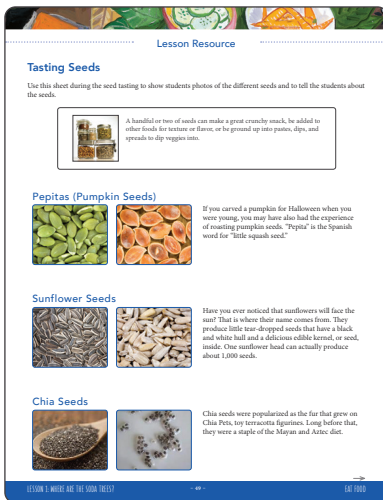 Lesson Resource
Tasting Seeds
Use this sheet during the seed tasting to show students photos of the different seeds and to tell the students about
the seeds.
A handful or two of seeds can make a great crunchy snack, be added to
other foods for texture or flavor, or be ground up into pastes, dips, and
spreads to dip veggies into.
Pepitas (Pumpkin Seeds)
If you carved a pumpkin for Halloween when you
were young, you may have also had the experience
of roasting pumpkin seeds. "Pepita" is the Spanish
word for "little squash seed."
Sunflower Seeds
Have you ever noticed that sunflowers will face the
sun? That is where their name comes from. They
produce little tear-dropped seeds that have a black
and white hull and a delicious edible kernel, or seed,
inside. One sunflower head can actually produce
about 1,000 seeds.
Chia Seeds
Chia seeds were popularized as the fur that grew on
Chia Pets, toy terracotta figurines. Long before that,
they were a staple of the Mayan and Aztec diet.
LESSON 1: WHERE ARE THE SODA TREES?
- 49 -
EAT FOOD